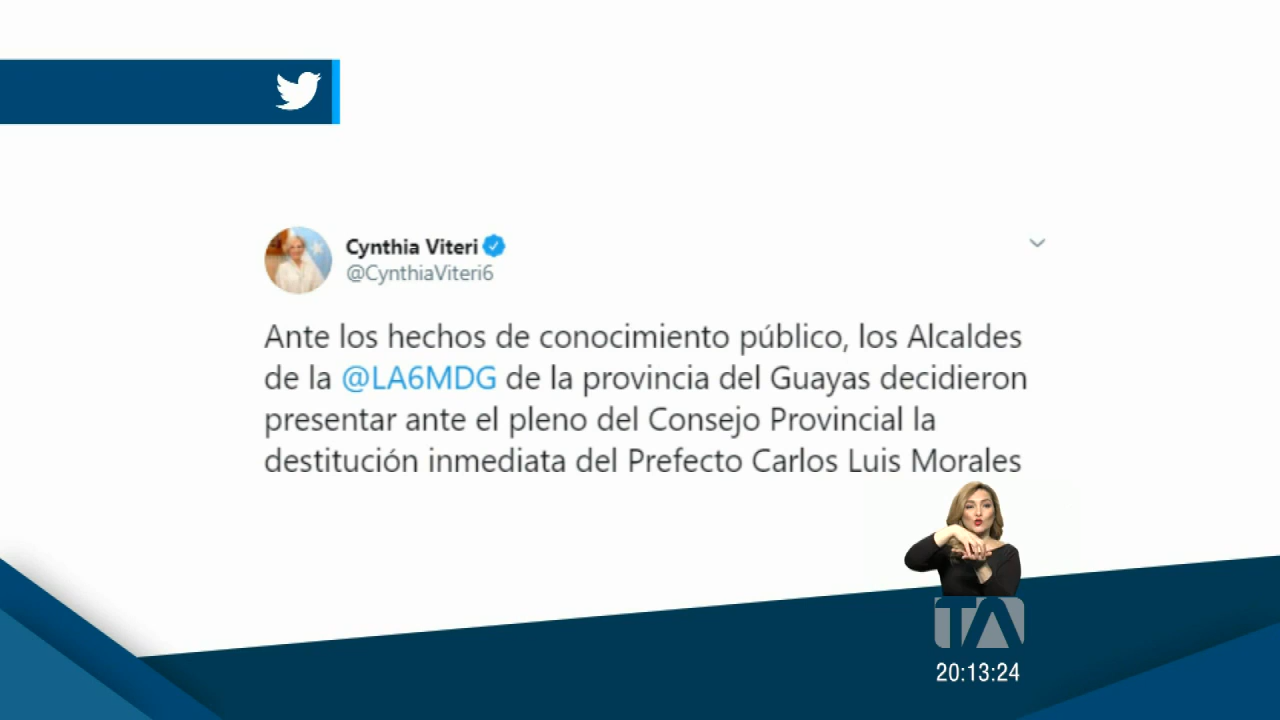 Cynthia Viteri
@CynthiaViteri6
Ante los hechos de conocimiento público, los Alcaldes
de la @LA6MDG de la provincia del Guayas decidieron
presentar ante el pleno del Consejo Provincial la
destitución inmediata del Prefecto Carlos Luis Morales
TA
20:13:24